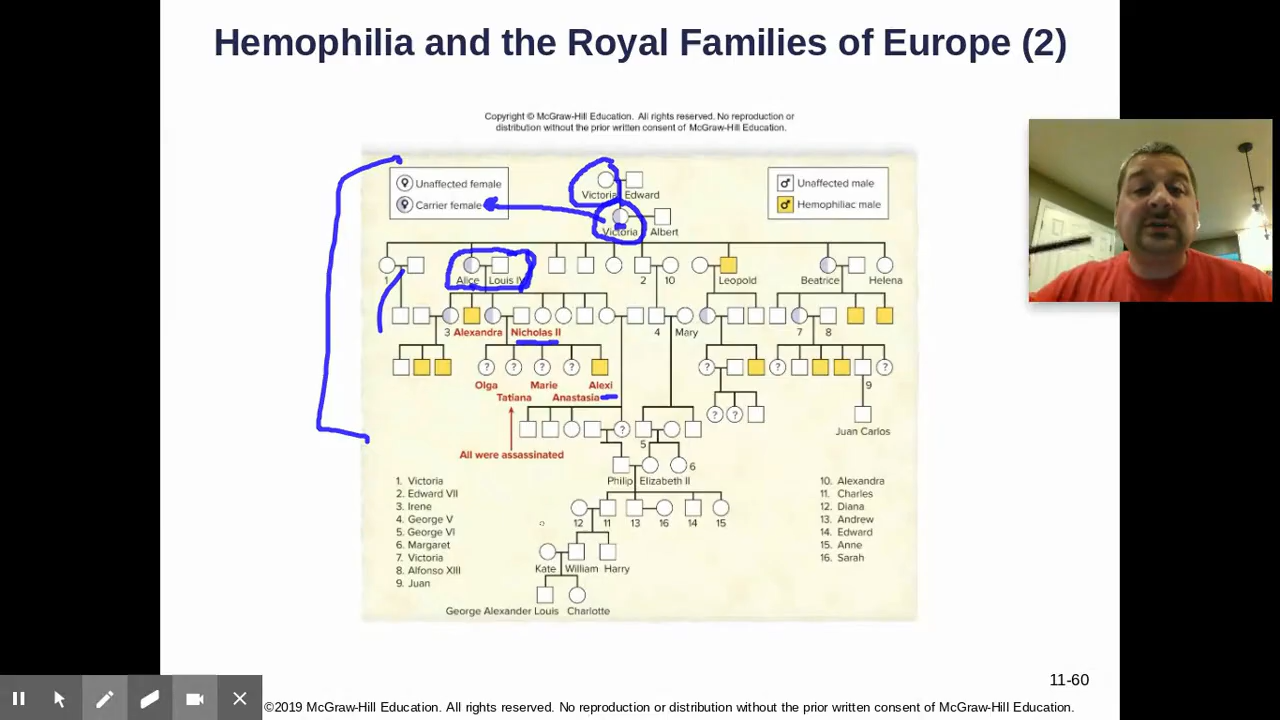 Hemophilia and the Royal Families of Europe (2)
Copyright © McGraw-Hill Education. All rights reserved. No reproduction or
distribution without the prior written consent of McGraw-Hill Education.
Unaffected female
Carrier female
Victoria Edward
Victoria Albert
Unaffected male
Hemophiliac male
1 Alice Louis IV 2 10 Leopold Beatrice Helena
3 Alexandra Nicholas II 4 Mary 7 8
? ? ? ? ? ? ?
Olga Marie Alexi 9
Tatiana Anastasia
? ?
? 5
Juan Carlos
All were assassinated
6
Philip Elizabeth II
12 11 13 16 14 15
Kate William Harry
George Alexander Louis Charlotte
1. Victoria
2. Edward VII
3. Irene
4. George V
5. George VI
6. Margaret
7. Victoria
8. Alfonso XIII
9. Juan
10. Alexandra
11. Charles
12. Diana
13. Andrew
14. Edward
15. Anne
16. Sarah
11-60
©2019 McGraw-Hill Education. All rights reserved. No reproduction or distribution without the prior written consent of McGraw-Hill Education.